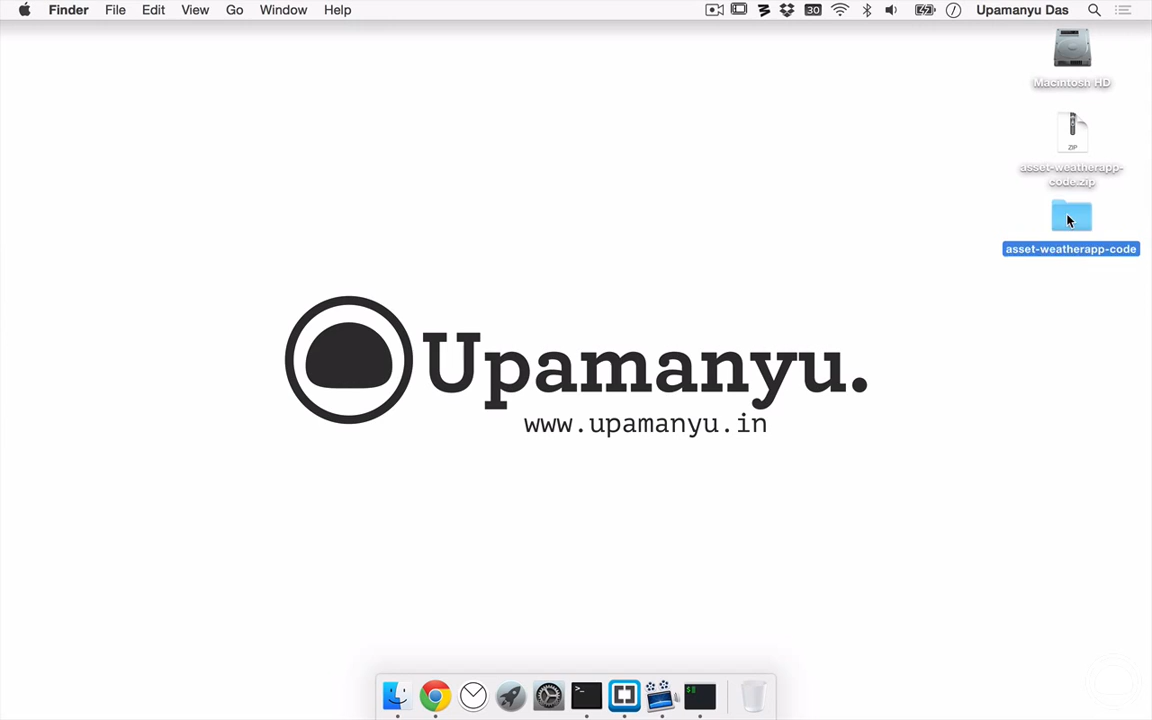 Finder File Edit View Go Window Help 30 Upamanyu Das
Macintosh HD
ZIP
asset-weatherapp-
code.zip
asset-weatherapp-code
Upamanyu.
www.upamanyu.in
>_
$